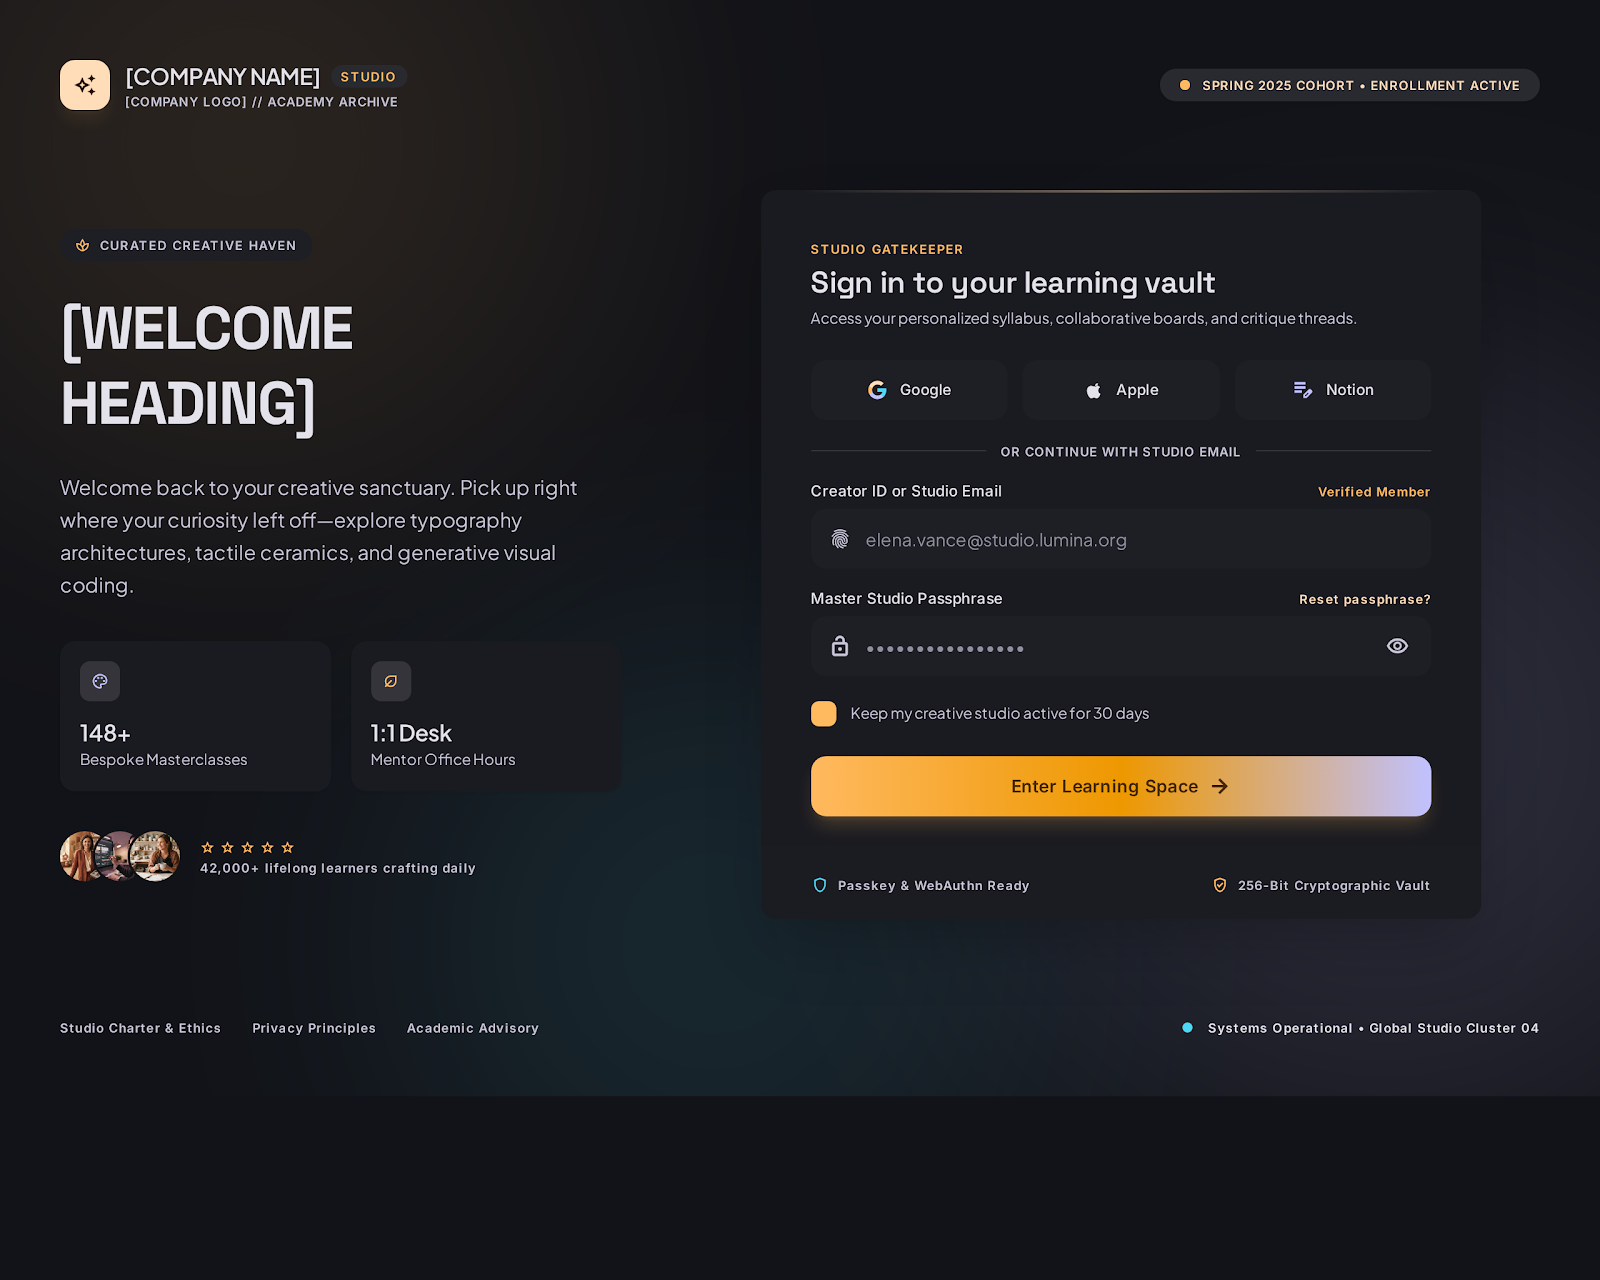 [COMPANY NAME] STUDIO
[COMPANY LOGO] // ACADEMY ARCHIVE
SPRING 2025 COHORT • ENROLLMENT ACTIVE
CURATED CREATIVE HAVEN
[WELCOME
HEADING]
Welcome back to your creative sanctuary. Pick up right
where your curiosity left off—explore typography
architectures, tactile ceramics, and generative visual
coding.
148+
Bespoke Masterclasses
1:1 Desk
Mentor Office Hours
42,000+ lifelong learners crafting daily
STUDIO GATEKEEPER
Sign in to your learning vault
Access your personalized syllabus, collaborative boards, and critique threads.
Google
Apple
Notion
OR CONTINUE WITH STUDIO EMAIL
Creator ID or Studio Email
Verified Member
elena.vance@studio.lumina.org
Master Studio Passphrase
Reset passphrase?
••••••••••••••••
Keep my creative studio active for 30 days
Enter Learning Space →
Passkey & WebAuthn Ready
256-Bit Cryptographic Vault
Studio Charter & Ethics
Privacy Principles
Academic Advisory
Systems Operational • Global Studio Cluster 04